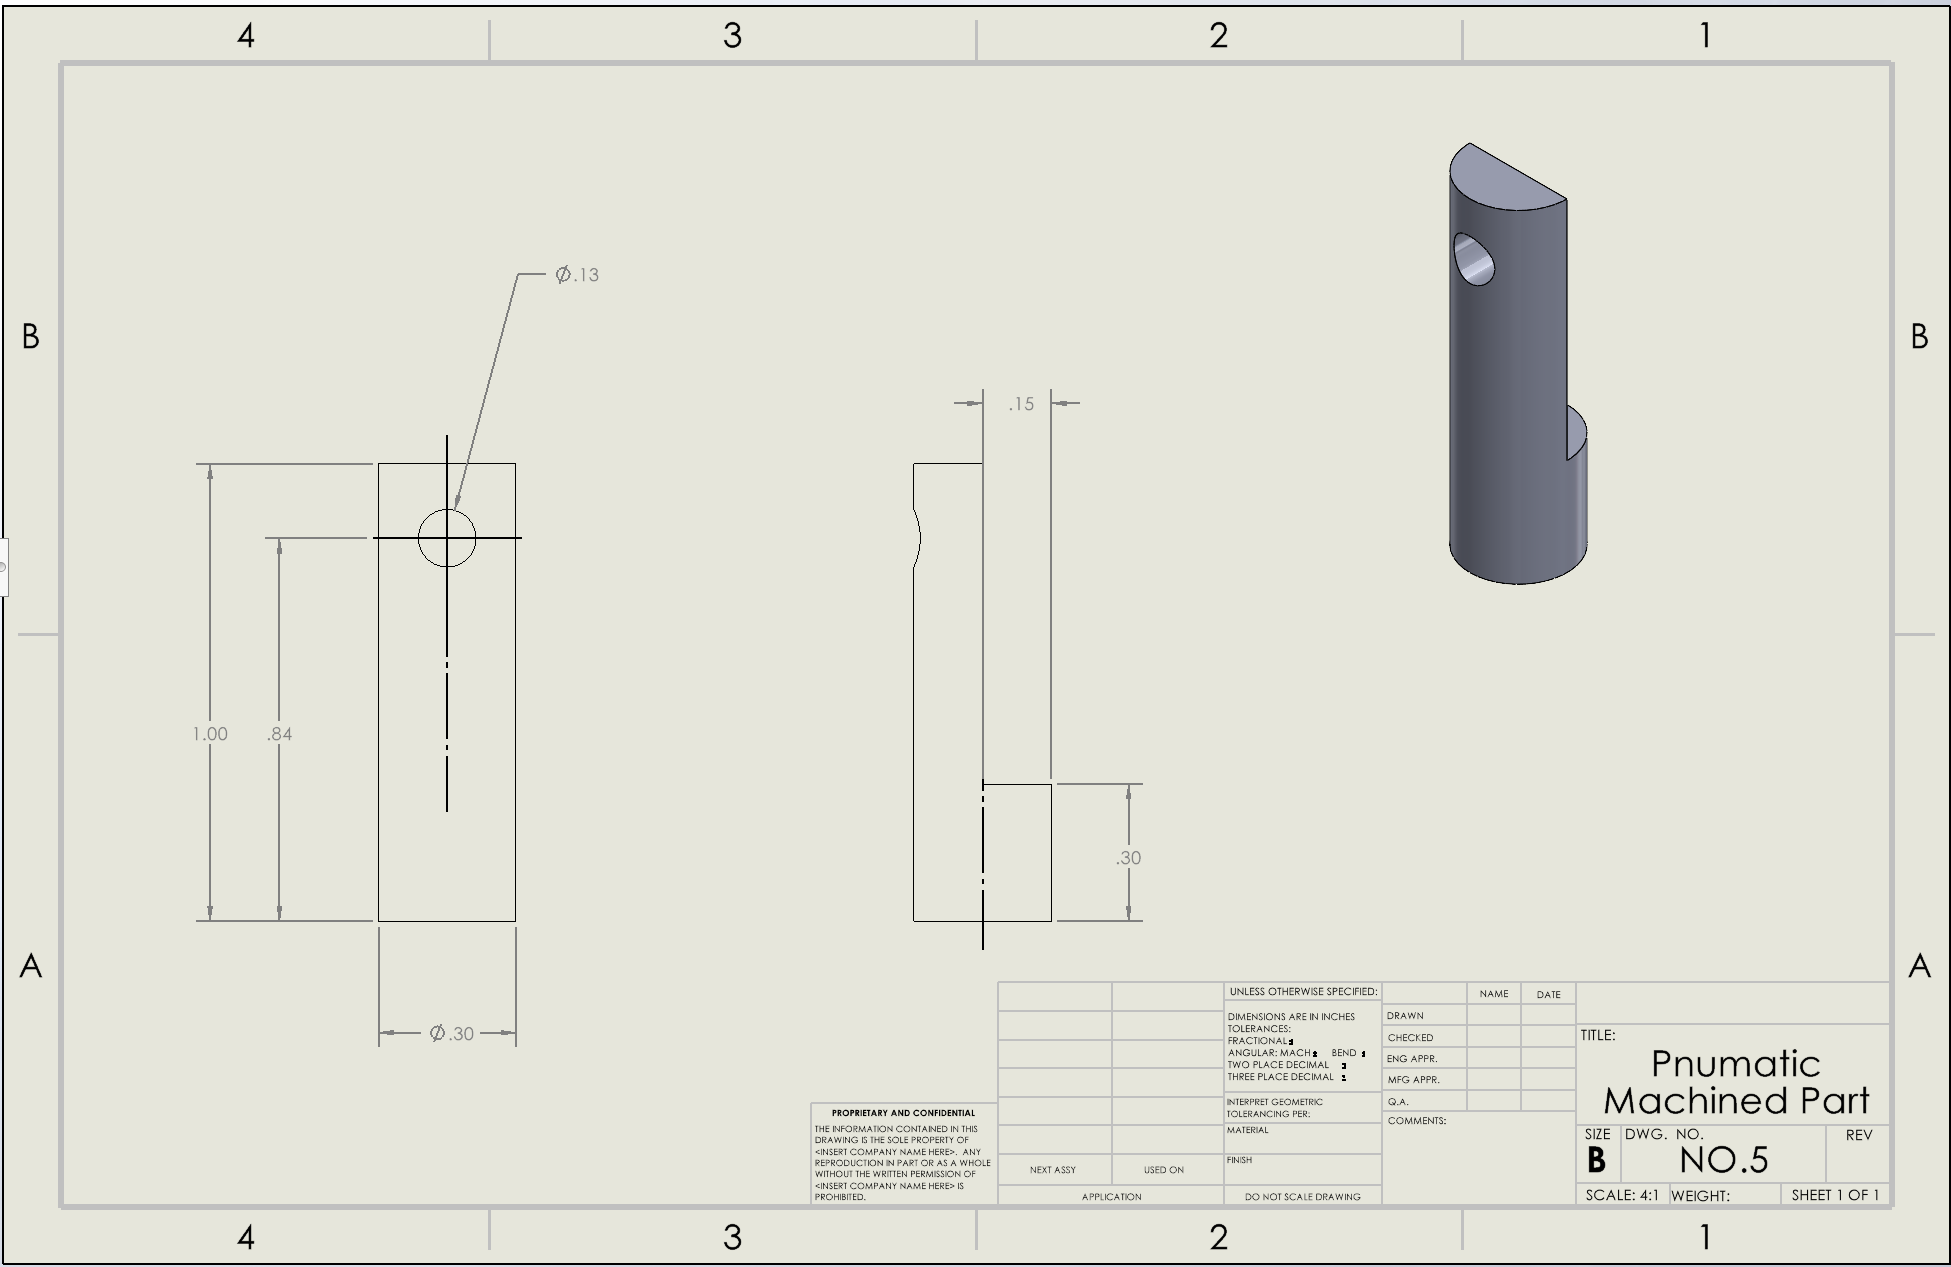 4 3 2 1
B B
A A
⌀.13
.15
1.00
.84
.30
⌀.30
UNLESS OTHERWISE SPECIFIED:
DIMENSIONS ARE IN INCHES
TOLERANCES:
FRACTIONAL
ANGULAR: MACH BEND
TWO PLACE DECIMAL
THREE PLACE DECIMAL
INTERPRET GEOMETRIC
TOLERANCING PER:
MATERIAL
FINISH
DO NOT SCALE DRAWING
NAME DATE
DRAWN
CHECKED
ENG APPR.
MFG APPR.
Q.A.
COMMENTS:
TITLE:
Pnumatic
Machined Part
SIZE DWG. NO. REV
B NO.5
SCALE: 4:1 WEIGHT: SHEET 1 OF 1
PROPRIETARY AND CONFIDENTIAL
THE INFORMATION CONTAINED IN THIS
DRAWING IS THE SOLE PROPERTY OF
<INSERT COMPANY NAME HERE>. ANY
REPRODUCTION IN PART OR AS A WHOLE
WITHOUT THE WRITTEN PERMISSION OF
<INSERT COMPANY NAME HERE> IS
PROHIBITED.
NEXT ASSY USED ON
APPLICATION
4 3 2 1